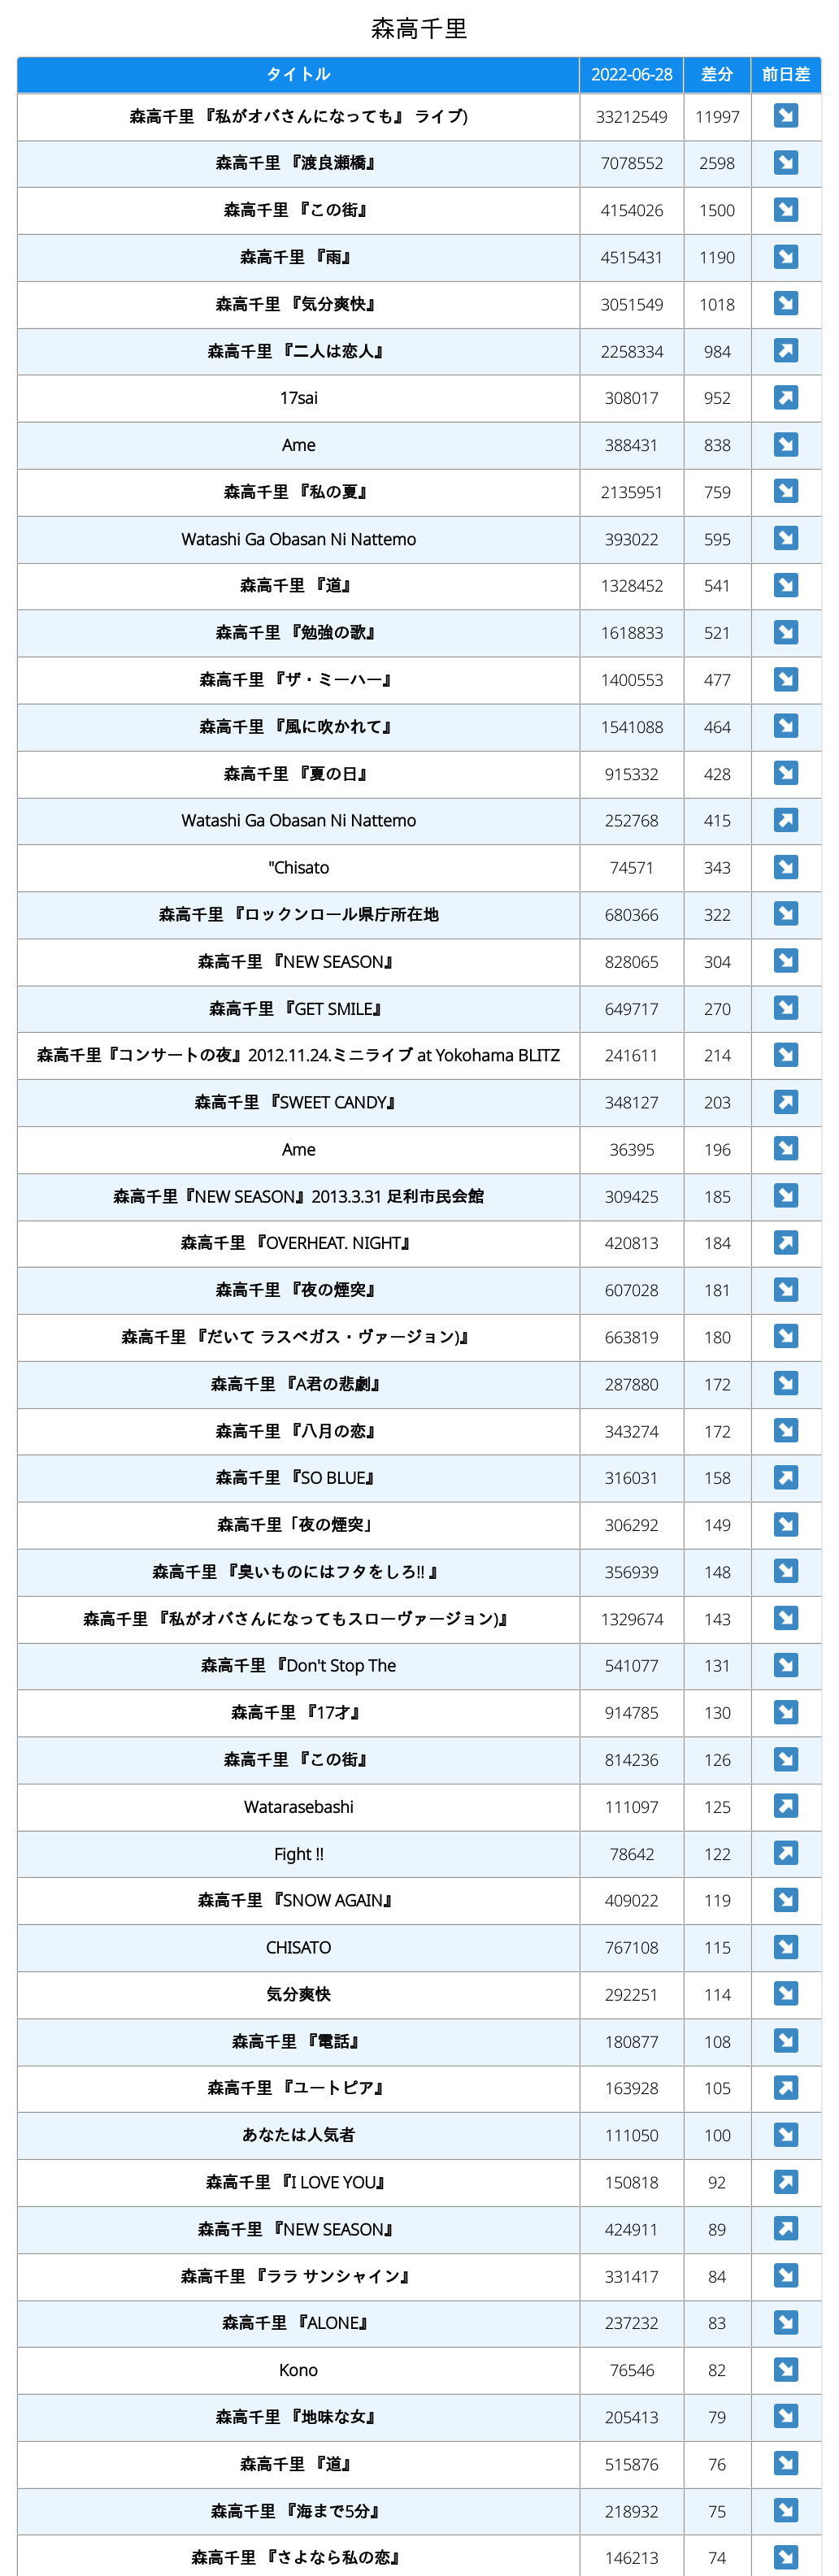 森高千里
タイトル 2022-06-28 差分 前日差
森高千里 『私がオバさんになっても』 ライブ) 33212549 11997
森高千里 『渡良瀬橋』 7078552 2598
森高千里 『この街』 4154026 1500
森高千里 『雨』 4515431 1190
森高千里 『気分爽快』 3051549 1018
森高千里 『二人は恋人』 2258334 984
17sai 308017 952
Ame 388431 838
森高千里 『私の夏』 2135951 759
Watashi Ga Obasan Ni Nattemo 393022 595
森高千里 『道』 1328452 541
森高千里 『勉強の歌』 1618833 521
森高千里 『ザ・ミーハー』 1400553 477
森高千里 『風に吹かれて』 1541088 464
森高千里 『夏の日』 915332 428
Watashi Ga Obasan Ni Nattemo 252768 415
"Chisato 74571 343
森高千里 『ロックンロール県庁所在地 680366 322
森高千里 『NEW SEASON』 828065 304
森高千里 『GET SMILE』 649717 270
森高千里『コンサートの夜』2012.11.24.ミニライブ at Yokohama BLITZ 241611 214
森高千里 『SWEET CANDY』 348127 203
Ame 36395 196
森高千里『NEW SEASON』2013.3.31 足利市民会館 309425 185
森高千里 『OVERHEAT. NIGHT』 420813 184
森高千里 『夜の煙突』 607028 181
森高千里 『だいて ラスベガス・ヴァージョン)』 663819 180
森高千里 『A君の悲劇』 287880 172
森高千里 『八月の恋』 343274 172
森高千里 『SO BLUE』 316031 158
森高千里「夜の煙突」 306292 149
森高千里 『臭いものにはフタをしろ!! 』 356939 148
森高千里 『私がオバさんになってもスローヴァージョン)』 1329674 143
森高千里 『Don't Stop The 541077 131
森高千里 『17才』 914785 130
森高千里 『この街』 814236 126
Watarasebashi 111097 125
Fight !! 78642 122
森高千里 『SNOW AGAIN』 409022 119
CHISATO 767108 115
気分爽快 292251 114
森高千里 『電話』 180877 108
森高千里 『ユートピア』 163928 105
あなたは人気者 111050 100
森高千里 『I LOVE YOU』 150818 92
森高千里 『NEW SEASON』 424911 89
森高千里 『ララ サンシャイン』 331417 84
森高千里 『ALONE』 237232 83
Kono 76546 82
森高千里 『地味な女』 205413 79
森高千里 『道』 515876 76
森高千里 『海まで5分』 218932 75
森高千里 『さよなら私の恋』 146213 74